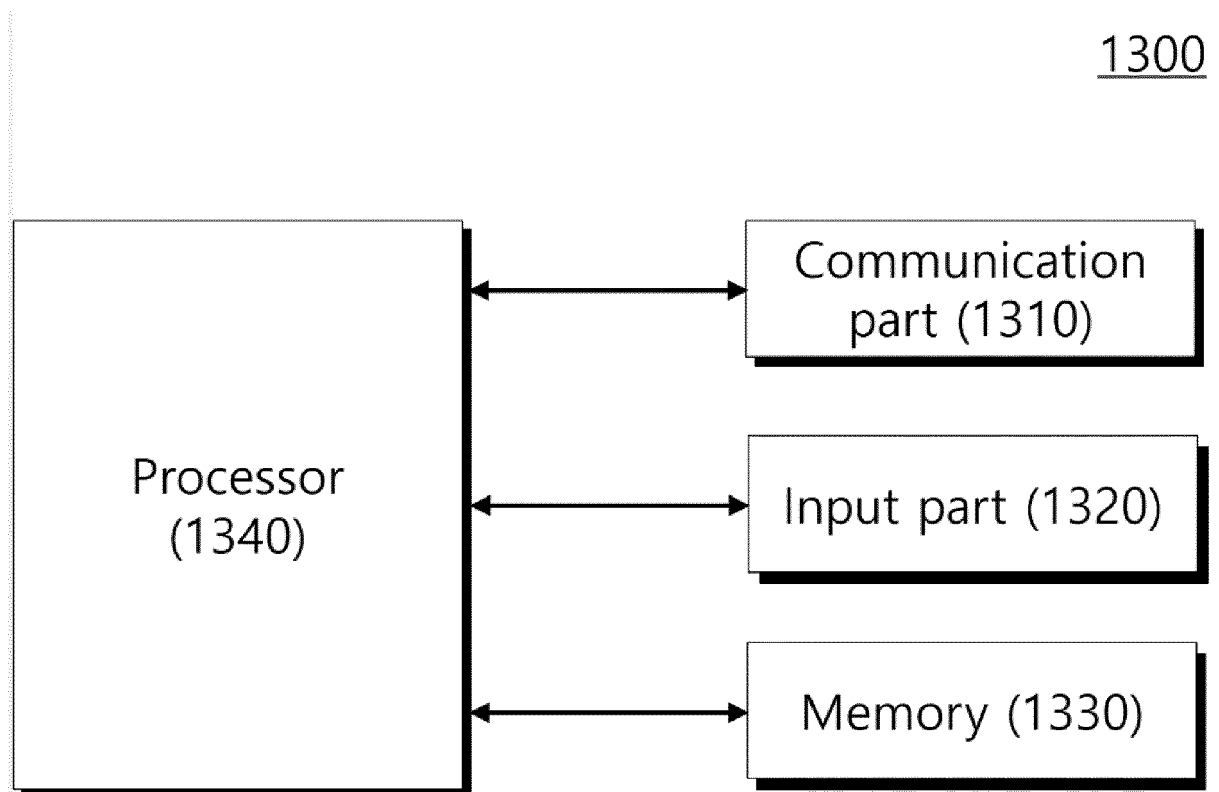 1300
Processor
(1340)
Communication
part (1310)
Input part (1320)
Memory (1330)